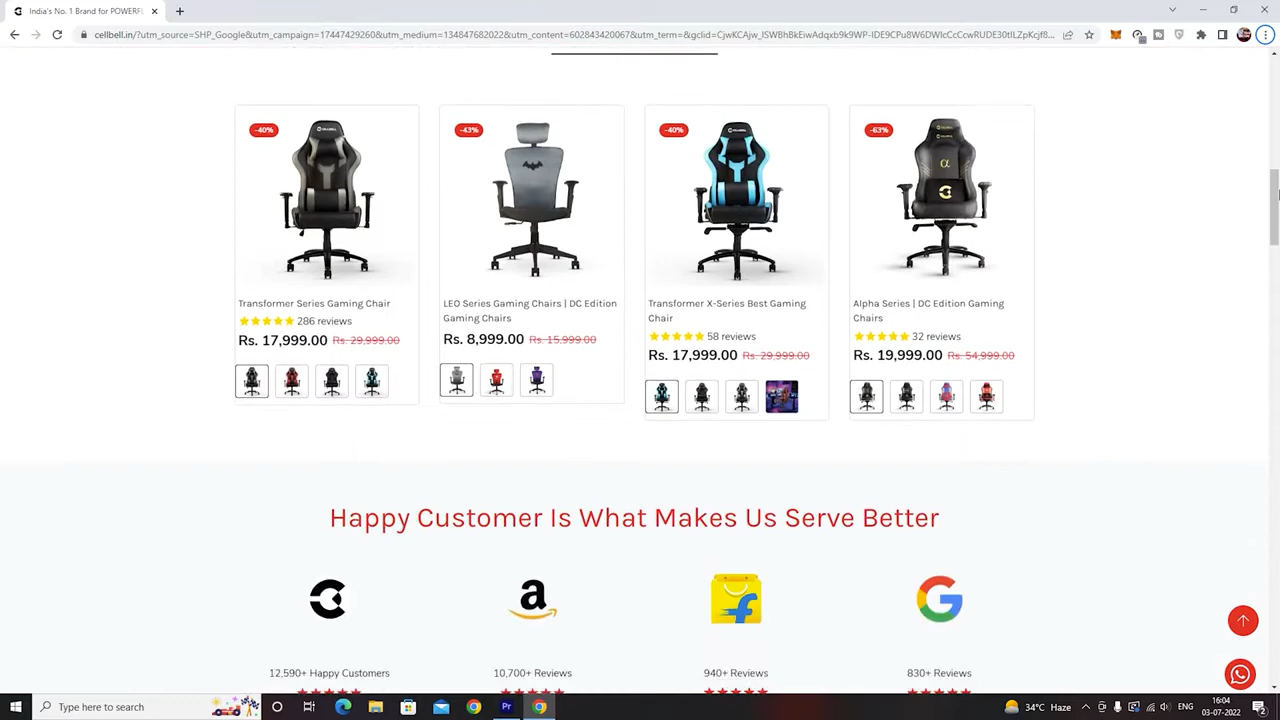 India's No. 1 Brand for POWERFU
cellbell.in/?utm_source=SHP_Google&utm_campaign=17447429260&utm_medium=134847682022&utm_content=602843420067&utm_term=&gclid=CjwKCAjw_ISWBhBkEiwAdqxb9k9WP-IDE9CPu8W6DWIcCcCcwRUDE30tILZpKcjf8...
-40%
-43%
-40%
-63%
Transformer Series Gaming Chair
286 reviews
Rs. 17,999.00 Rs. 29,999.00
LEO Series Gaming Chairs | DC Edition
Gaming Chairs
Rs. 8,999.00 Rs. 15,999.00
Transformer X-Series Best Gaming
Chair
58 reviews
Rs. 17,999.00 Rs. 29,999.00
Alpha Series | DC Edition Gaming
Chairs
32 reviews
Rs. 19,999.00 Rs. 54,999.00
Happy Customer Is What Makes Us Serve Better
12,590+ Happy Customers
10,700+ Reviews
940+ Reviews
830+ Reviews
Type here to search
Pr
34°C Haze
ENG
16:04
03-07-2022
2